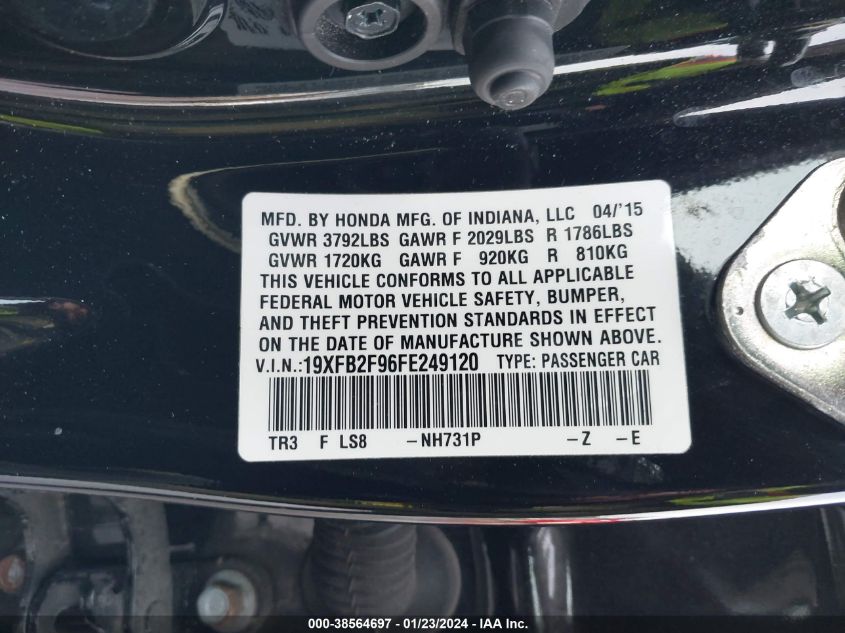 MFD. BY HONDA MFG. OF INDIANA, LLC 04/'15
GVWR 3792LBS GAWR F 2029LBS R 1786LBS
GVWR 1720KG GAWR F 920KG R 810KG
THIS VEHICLE CONFORMS TO ALL APPLICABLE
FEDERAL MOTOR VEHICLE SAFETY, BUMPER,
AND THEFT PREVENTION STANDARDS IN EFFECT
ON THE DATE OF MANUFACTURE SHOWN ABOVE.
V.I.N.:19XFB2F96FE249120 TYPE: PASSENGER CAR
TR3 F LS8 -NH731P -Z -E
000-38564697 - 01/23/2024 - IAA Inc.